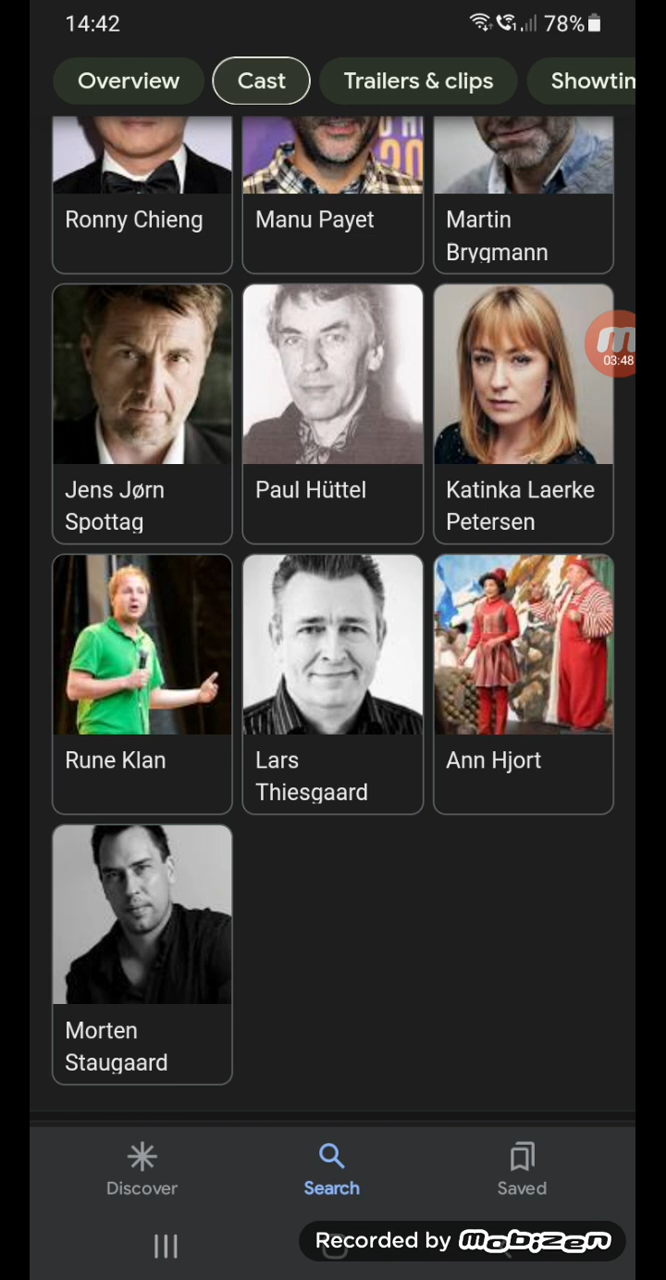 14:42
78%
Overview
Cast
Trailers & clips
Showtin
Ronny Chieng
Manu Payet
Martin
Brygmann
03:48
Jens Jørn
Spottag
Paul Hüttel
Katinka Laerke
Petersen
Rune Klan
Lars
Thiesgaard
Ann Hjort
Morten
Staugaard
Discover
Search
Saved
Recorded by mobizen